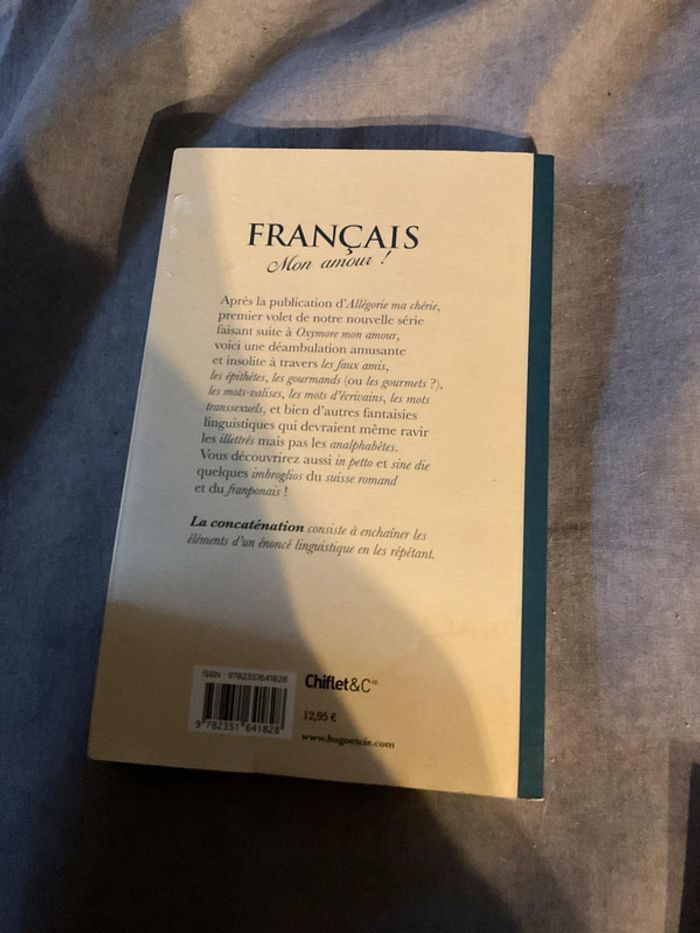 FRANÇAIS
Mon amour !
Après la publication d'Allégorie ma chérie,
premier volet de notre nouvelle série
faisant suite à Oxymore mon amour,
voici une déambulation amusante
et insolite à travers les faux amis,
les épithètes, les gourmands (ou les gourmets ?),
les mots-valises, les mots d'écrivains, les mots
transsexuels, et bien d'autres fantaisies
linguistiques qui devraient même ravir
les illettrés mais pas les analphabètes.
Vous découvrirez aussi in petto et sine die
quelques imbroglios du suisse romand
et du franponais !
La concaténation consiste à enchaîner les
éléments d'un énoncé linguistique en les répétant.
ISBN : 9782351641828
Chiflet&Cie
9 782351 641828
12,95 €
www.hugoetcie.com